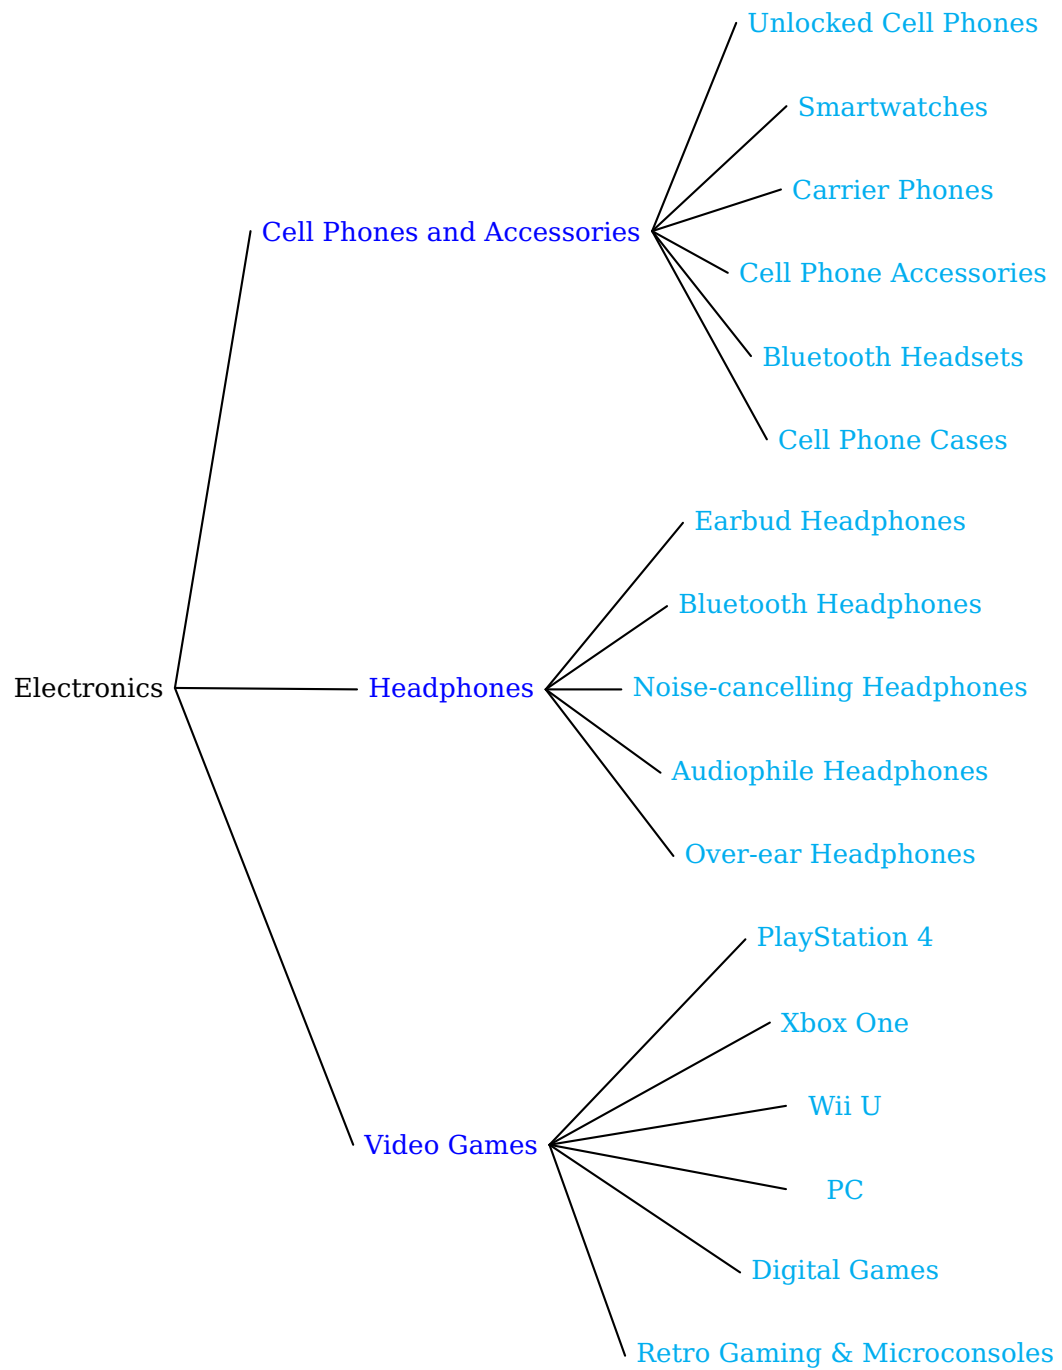 Unlocked Cell Phones
Smartwatches
Carrier Phones
Cell Phones and Accessories
Cell Phone Accessories
Bluetooth Headsets
Cell Phone Cases
Earbud Headphones
Bluetooth Headphones
Electronics
Headphones
Noise-cancelling Headphones
Audiophile Headphones
Over-ear Headphones
PlayStation 4
Xbox One
Wii U
Video Games
PC
Digital Games
Retro Gaming & Microconsoles